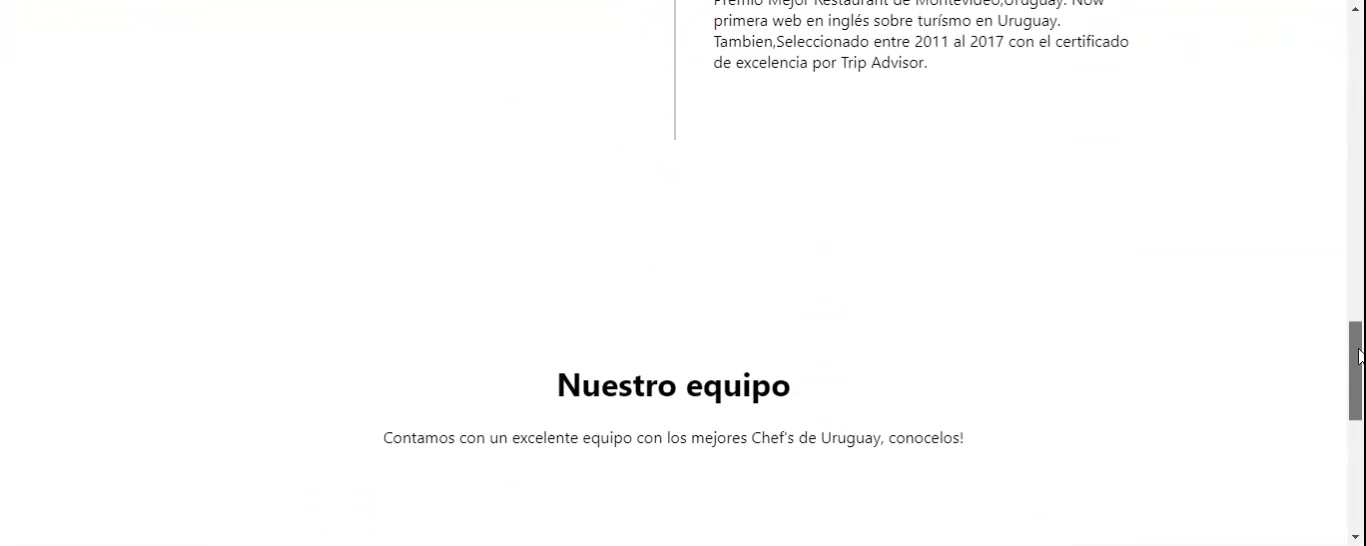 Premio Mejor Restaurant de Montevideo,Uruguay. Now
primera web en inglés sobre turísmo en Uruguay.
Tambien,Seleccionado entre 2011 al 2017 con el certificado
de excelencia por Trip Advisor.
Nuestro equipo
Contamos con un excelente equipo con los mejores Chef's de Uruguay, conocelos!